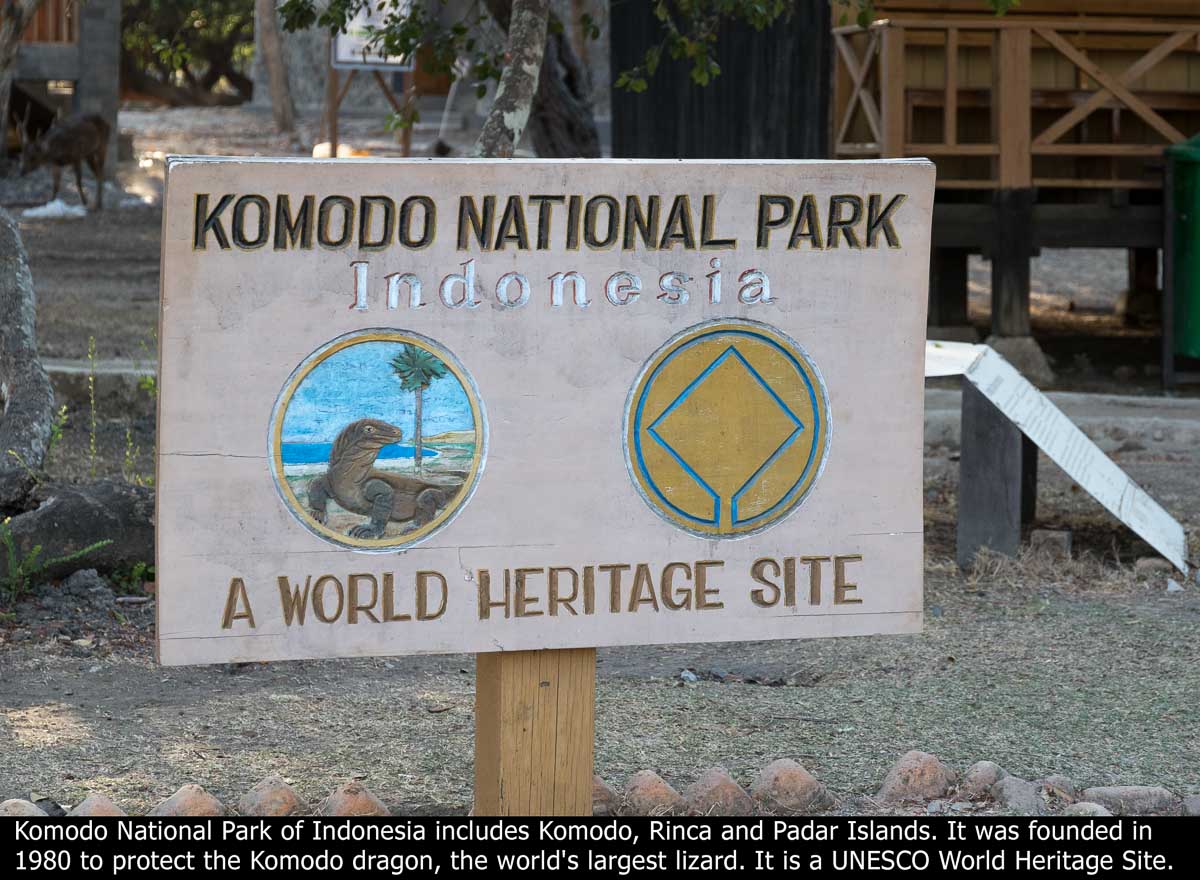 KOMODO NATIONAL PARK
Indonesia
A WORLD HERITAGE SITE
Komodo National Park of Indonesia includes Komodo, Rinca and Padar Islands. It was founded in
1980 to protect the Komodo dragon, the world's largest lizard. It is a UNESCO World Heritage Site.